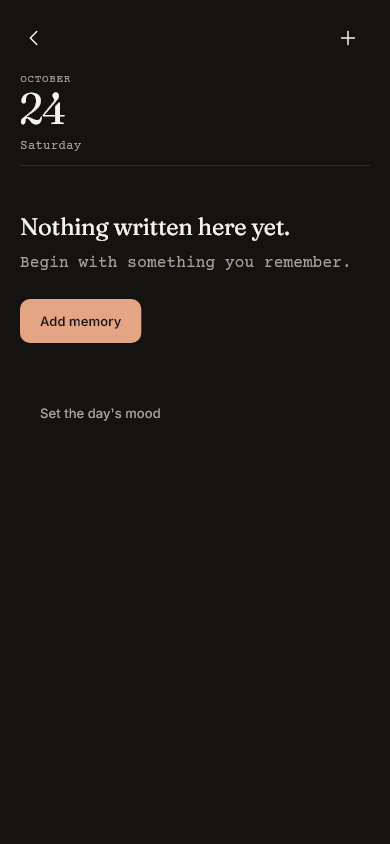 OCTOBER
24
Saturday
Nothing written here yet.
Begin with something you remember.
Add memory
Set the day's mood